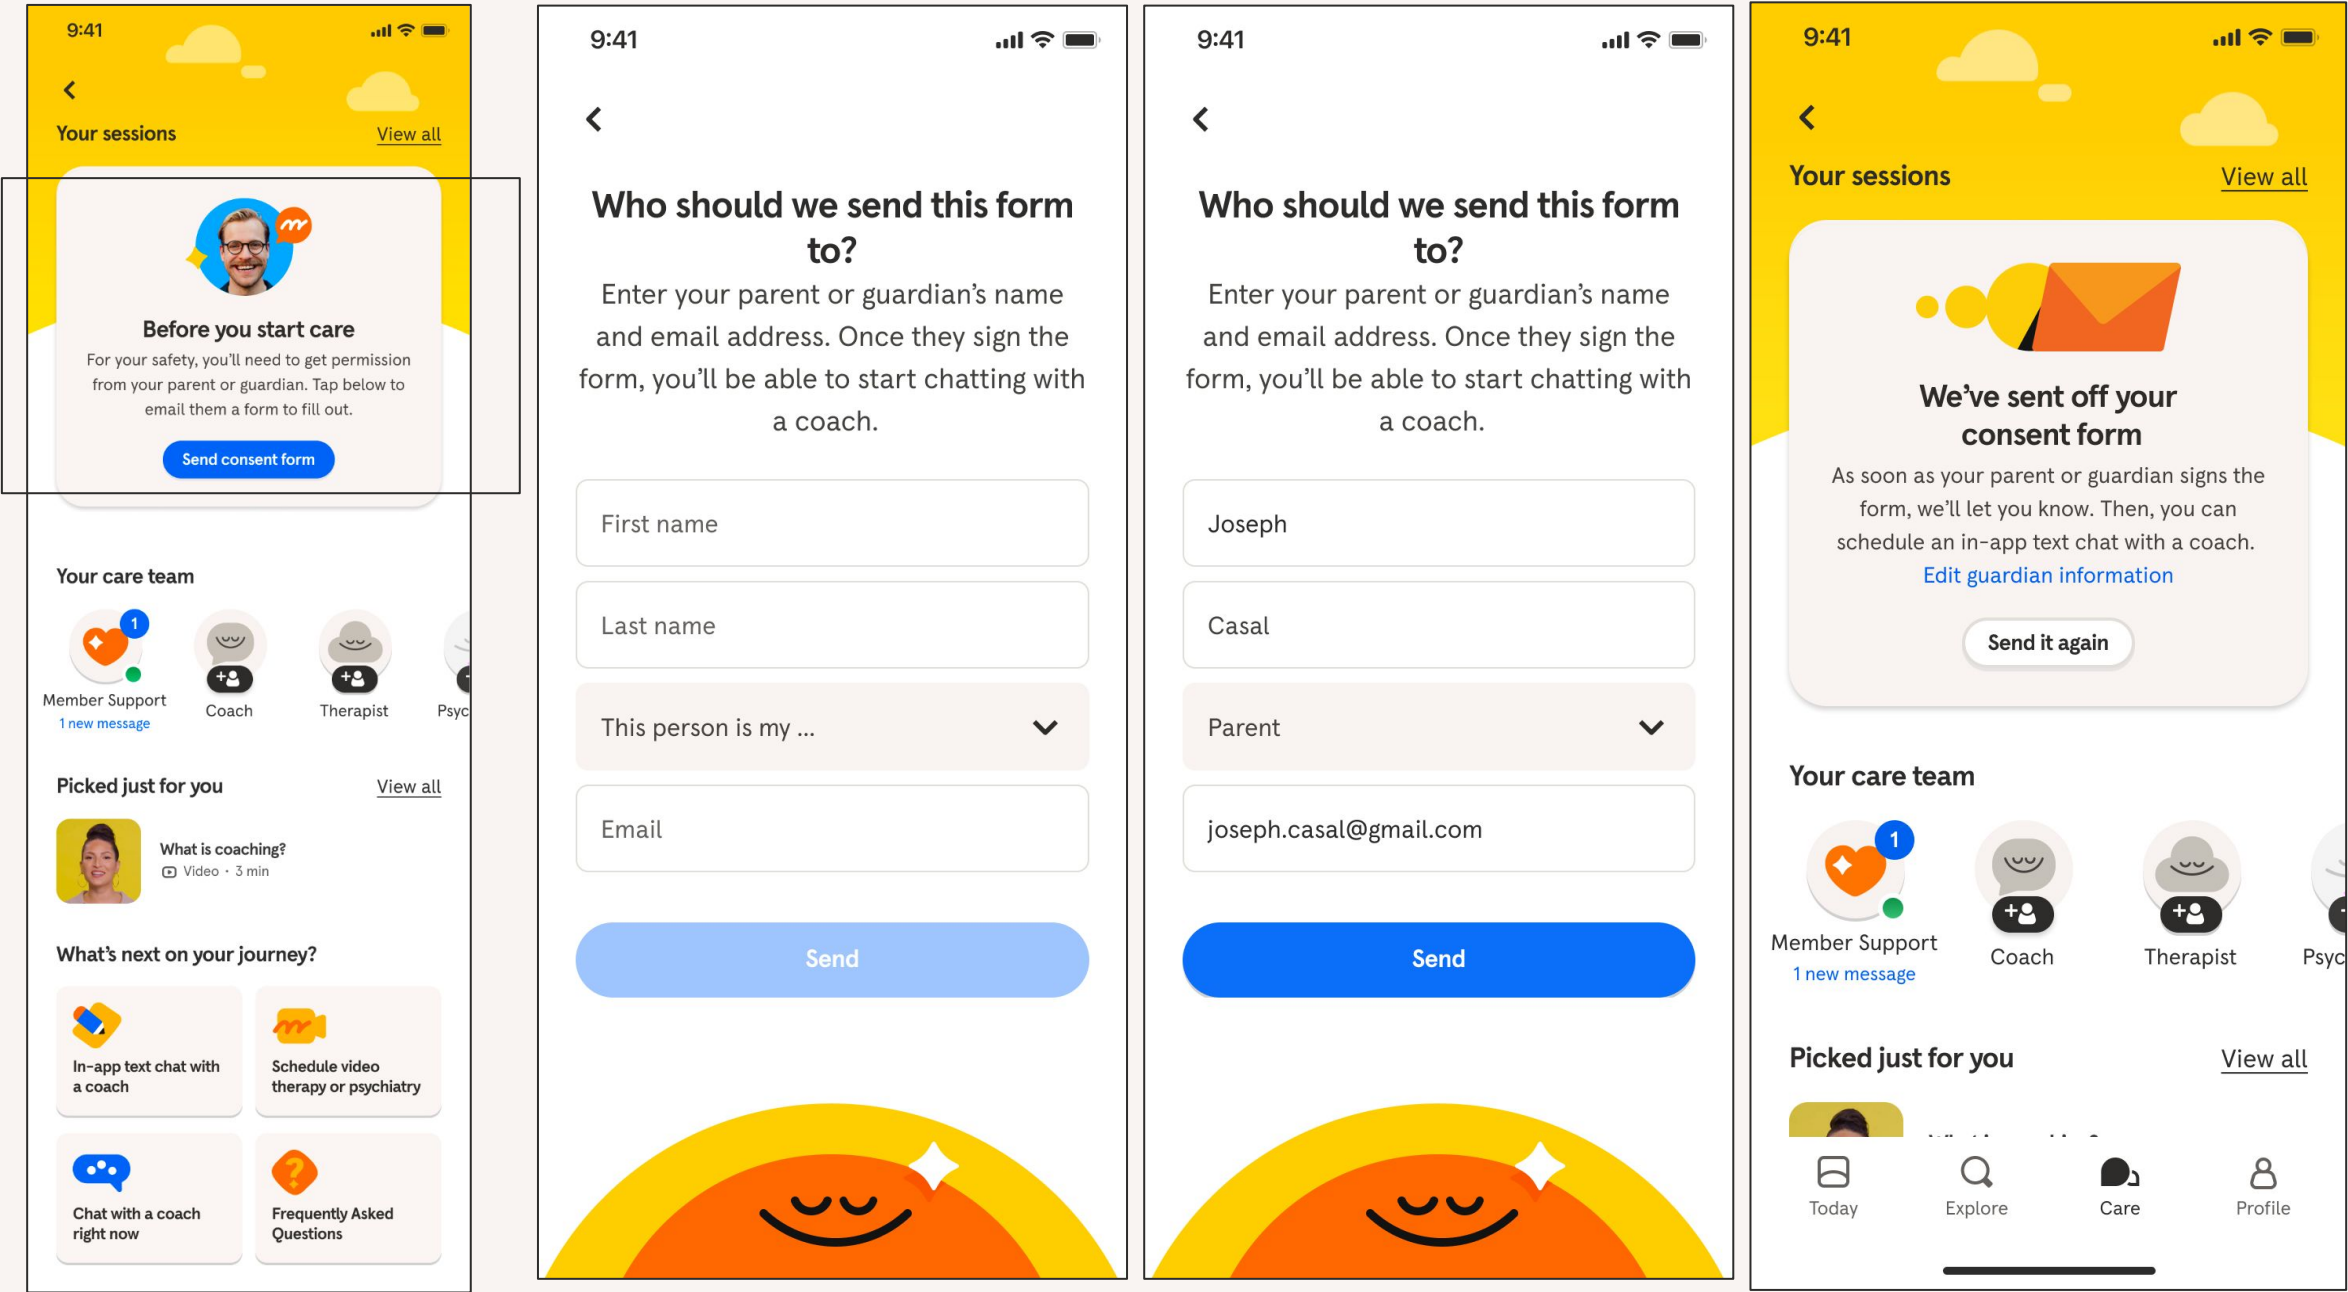 9:41
Your sessions
View all
Before you start care
For your safety, you'll need to get permission
from your parent or guardian. Tap below to
email them a form to fill out.
Send consent form
Your care team
1
Member Support
1 new message
Coach
Therapist
Psyc
Picked just for you
View all
What is coaching?
Video · 3 min
What's next on your journey?
In-app text chat with
a coach
Schedule video
therapy or psychiatry
Chat with a coach
right now
Frequently Asked
Questions
9:41
Who should we send this form
to?
Enter your parent or guardian's name
and email address. Once they sign the
form, you'll be able to start chatting with
a coach.
First name
Last name
This person is my ...
Email
Send
9:41
Who should we send this form
to?
Enter your parent or guardian's name
and email address. Once they sign the
form, you'll be able to start chatting with
a coach.
Joseph
Casal
Parent
joseph.casal@gmail.com
Send
9:41
Your sessions
View all
We've sent off your
consent form
As soon as your parent or guardian signs the
form, we'll let you know. Then, you can
schedule an in-app text chat with a coach.
Edit guardian information
Send it again
Your care team
1
Member Support
1 new message
Coach
Therapist
Psyc
Picked just for you
View all
Today
Explore
Care
Profile